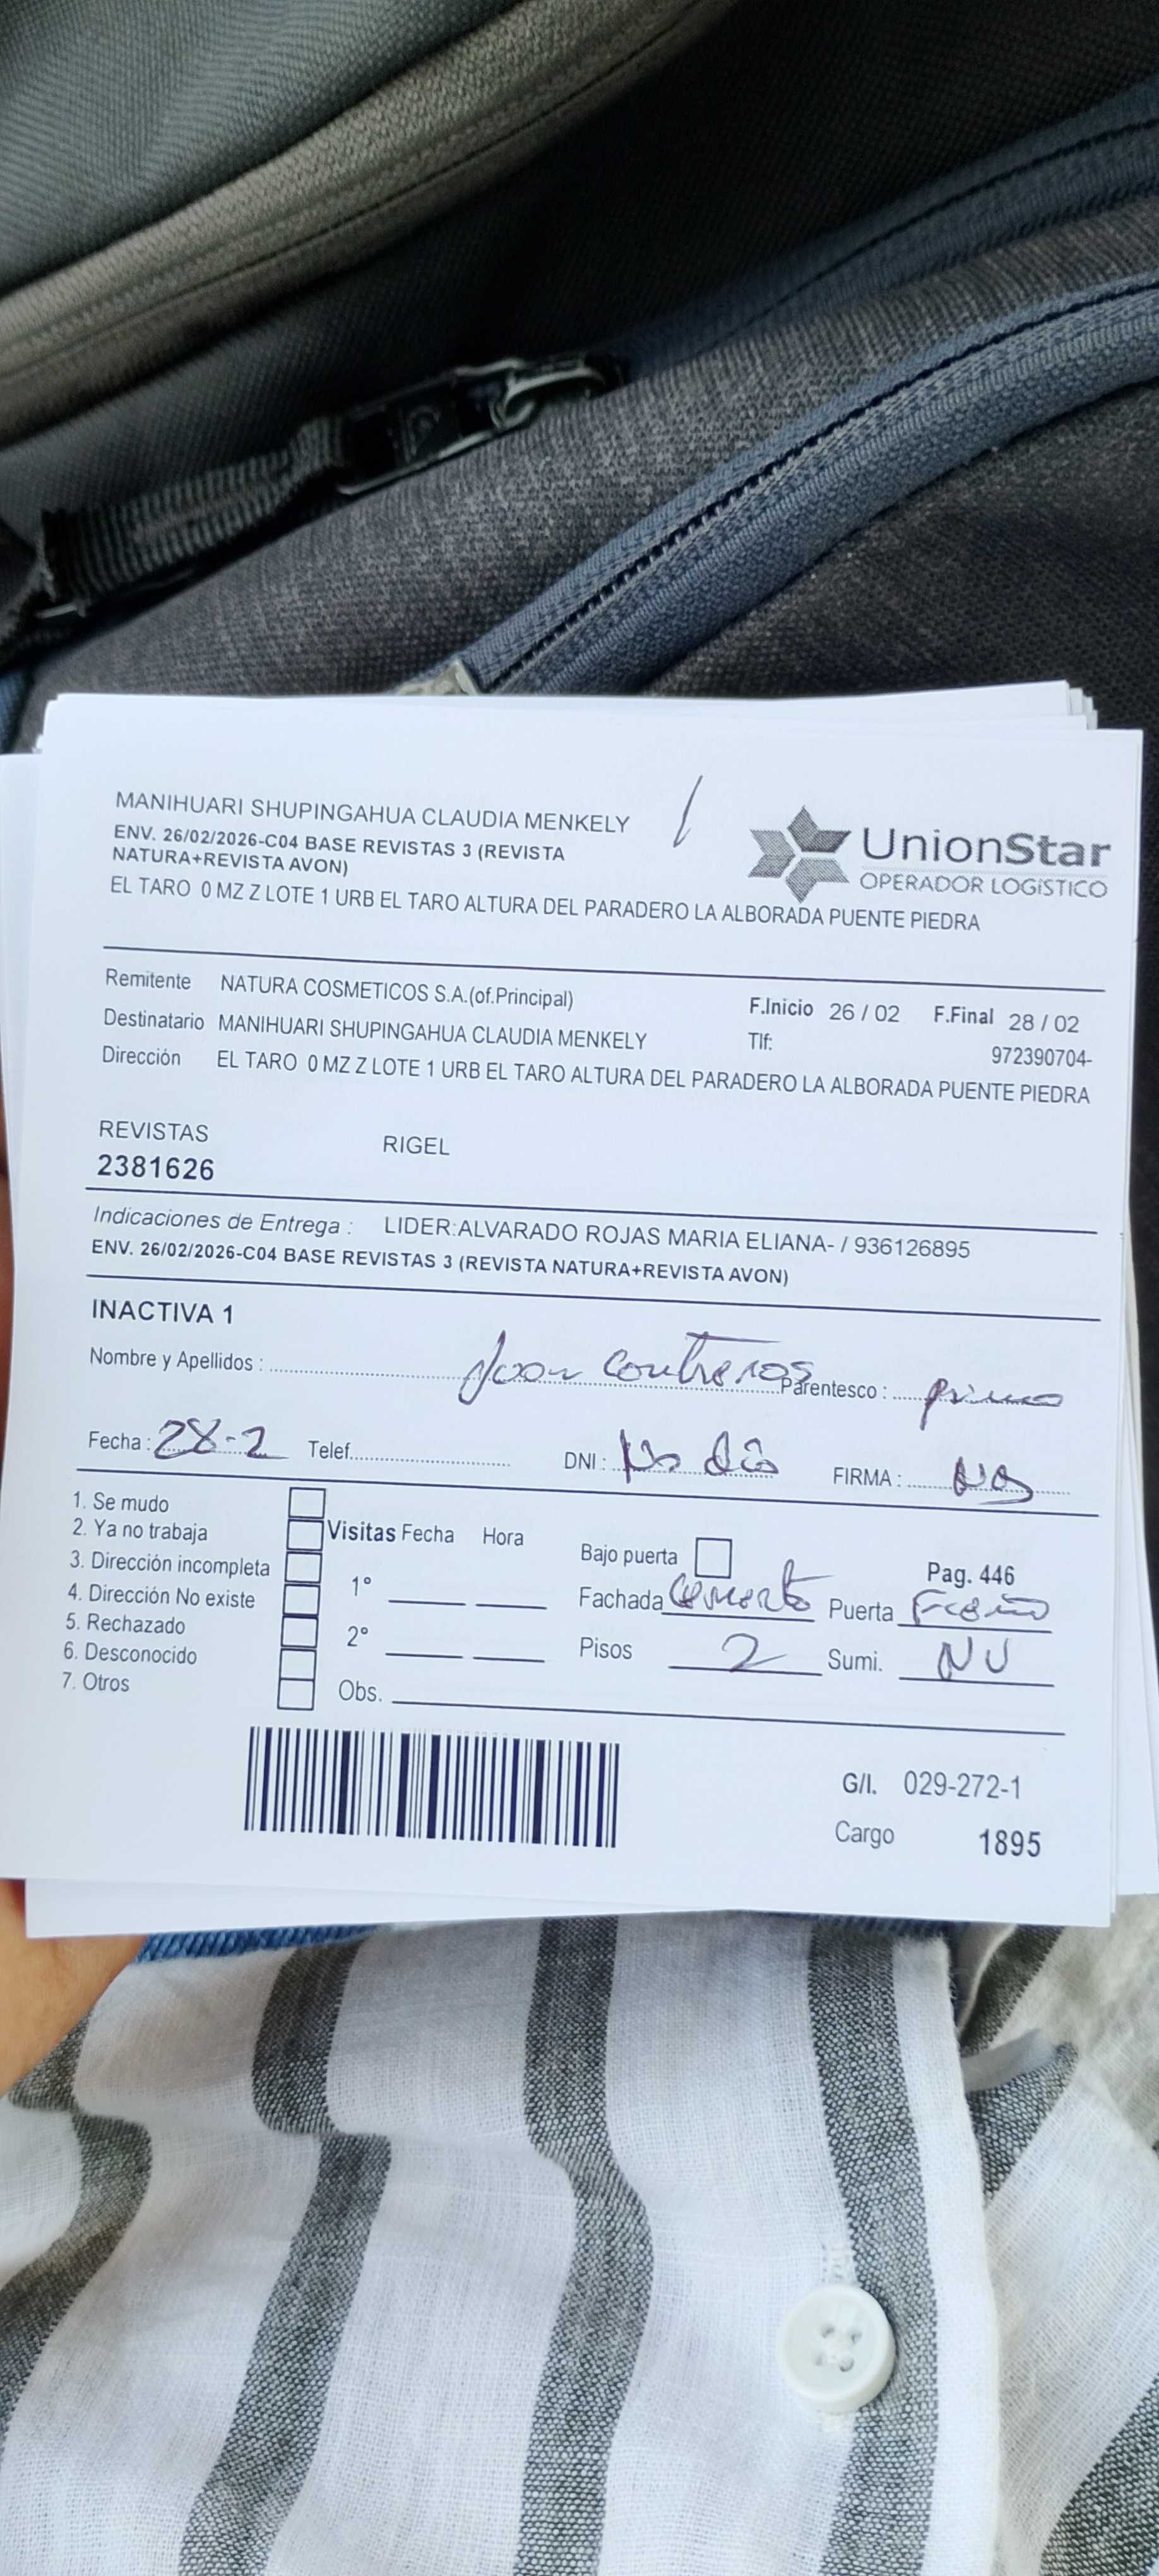 MANIHUARI SHUPINGAHUA CLAUDIA MENKELY
ENV. 26/02/2026-C04 BASE REVISTAS 3 (REVISTA
NATURA+REVISTA AVON)
EL TARO 0 MZ Z LOTE 1 URB EL TARO ALTURA DEL PARADERO LA ALBORADA PUENTE PIEDRA
UnionStar
OPERADOR LOGíSTICO
Remitente NATURA COSMETICOS S.A.(of.Principal) F.Inicio 26 / 02 F.Final 28 / 02
Destinatario MANIHUARI SHUPINGAHUA CLAUDIA MENKELY Tlf: 972390704-
Dirección EL TARO 0 MZ Z LOTE 1 URB EL TARO ALTURA DEL PARADERO LA ALBORADA PUENTE PIEDRA
REVISTAS RIGEL
2381626
Indicaciones de Entrega : LIDER:ALVARADO ROJAS MARIA ELIANA- / 936126895
ENV. 26/02/2026-C04 BASE REVISTAS 3 (REVISTA NATURA+REVISTA AVON)
INACTIVA 1
Nombre y Apellidos : Juan Contreras Parentesco : primo
Fecha : 28-2 Telef. DNI : No dio FIRMA :
1. Se mudo
2. Ya no trabaja
3. Dirección incompleta
4. Dirección No existe
5. Rechazado
6. Desconocido
7. Otros
Visitas Fecha Hora
1°
2°
Obs.
Bajo puerta Pag. 446
Fachada Cemento Puerta Fierro
Pisos 2 Sumi. NV
G/I. 029-272-1
Cargo 1895